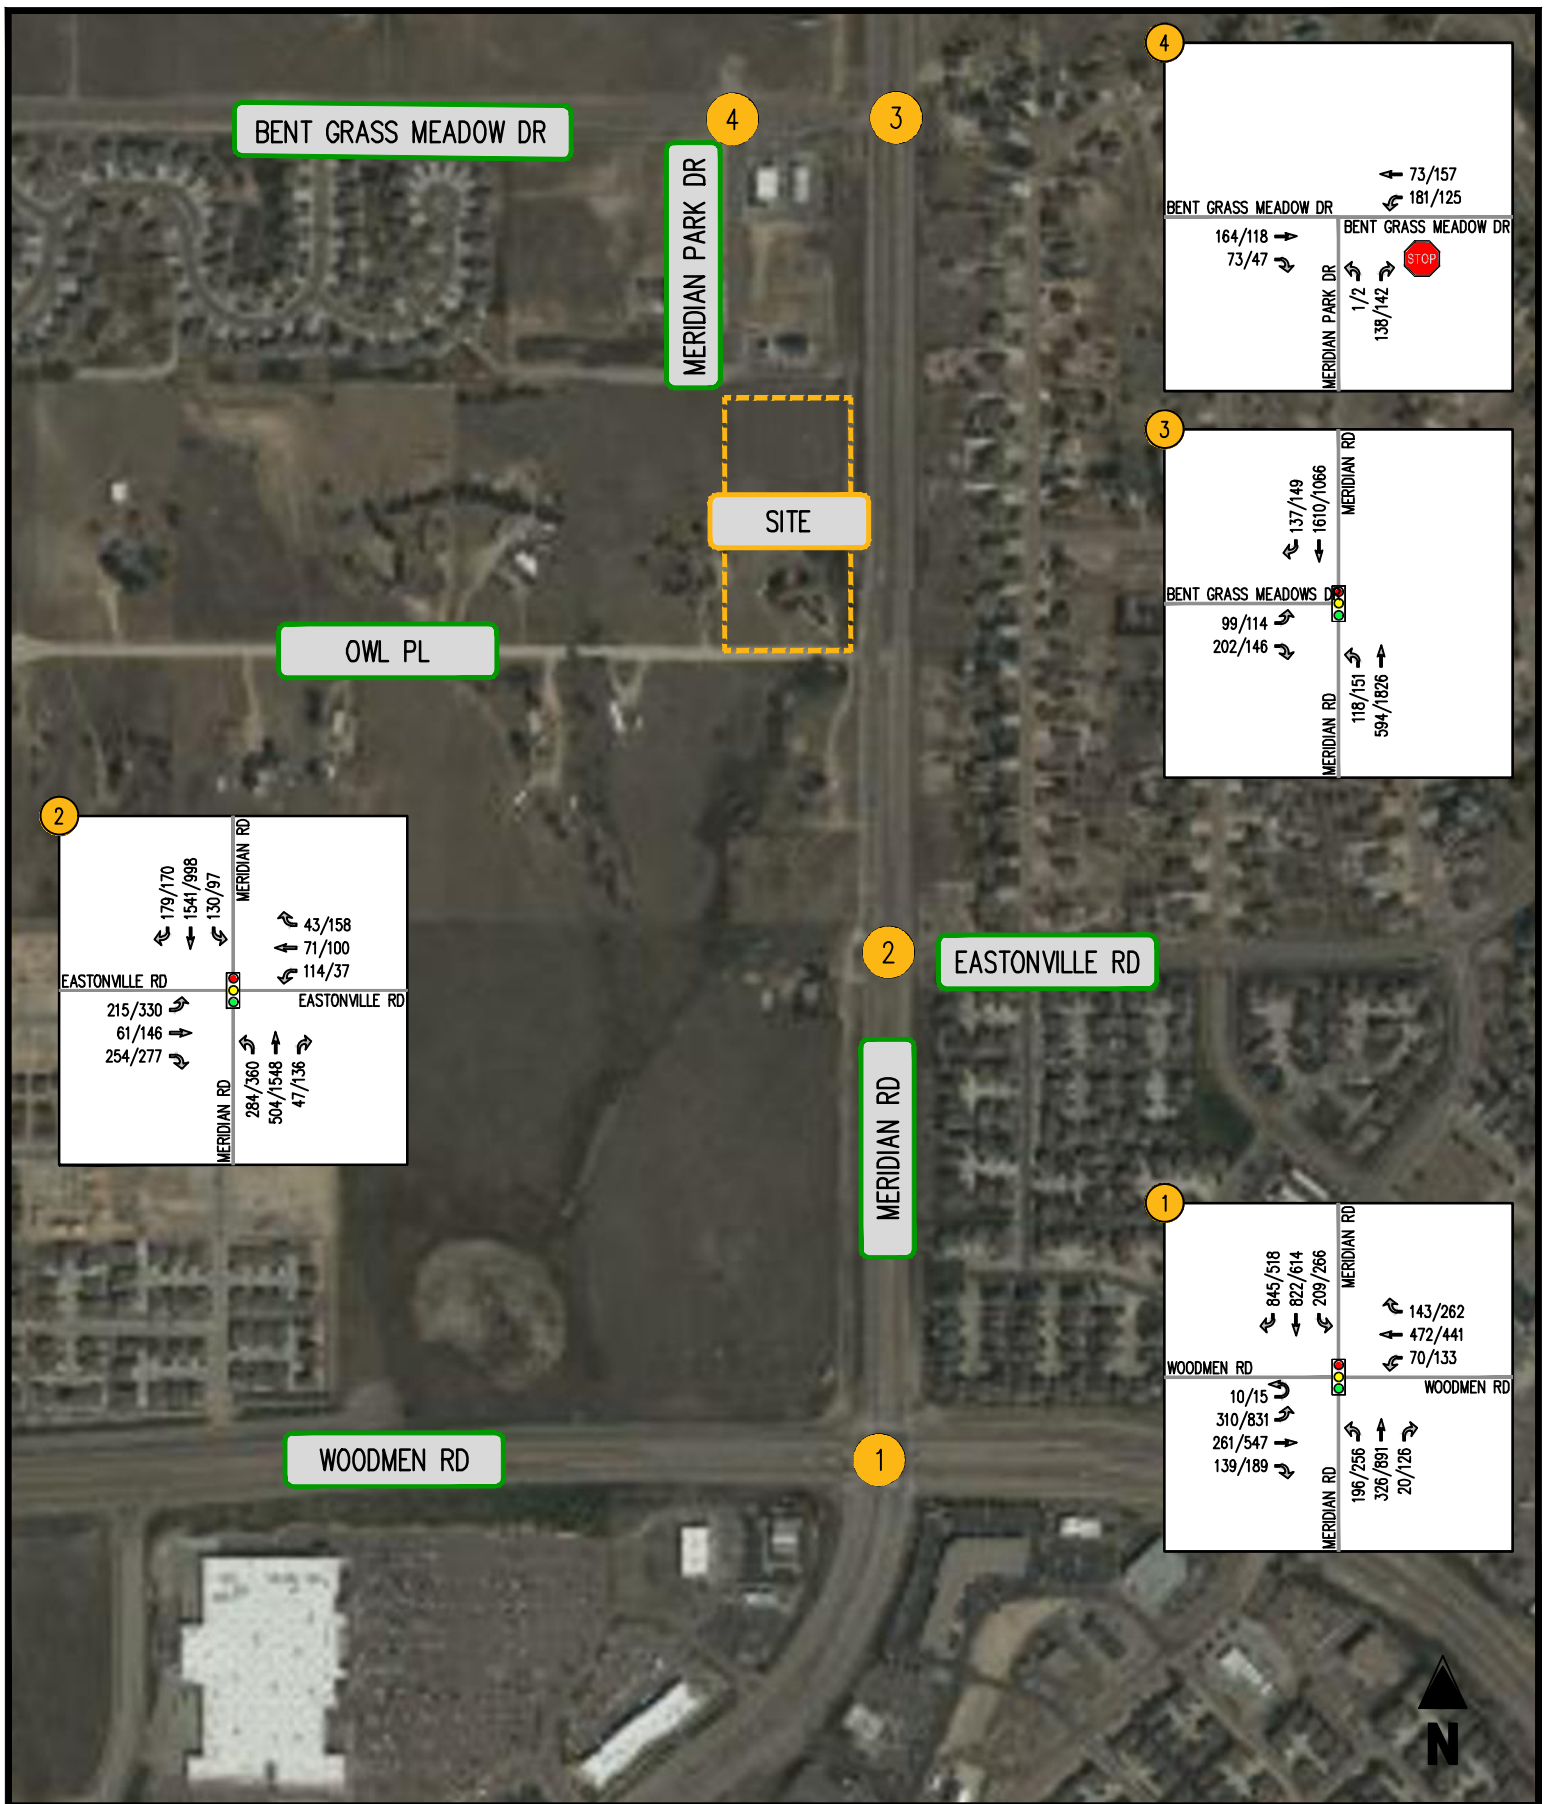 BENT GRASS MEADOW DR
4
3
MERIDIAN PARK DR
SITE
OWL PL
2
EASTONVILLE RD
MERIDIAN RD
WOODMEN RD
1
N
4
73/157
181/125
BENT GRASS MEADOW DR
BENT GRASS MEADOW DR
164/118
73/47
STOP
MERIDIAN PARK DR
1/2
138/142
3
MERIDIAN RD
137/149
1610/1066
BENT GRASS MEADOWS DR
99/114
202/146
MERIDIAN RD
118/151
594/1826
2
MERIDIAN RD
179/170
1541/998
130/97
43/158
71/100
114/37
EASTONVILLE RD
EASTONVILLE RD
215/330
61/146
254/277
MERIDIAN RD
284/360
504/1548
47/136
1
MERIDIAN RD
845/518
822/614
209/266
143/262
472/441
70/133
WOODMEN RD
WOODMEN RD
10/15
310/831
261/547
139/189
MERIDIAN RD
196/256
326/891
20/126